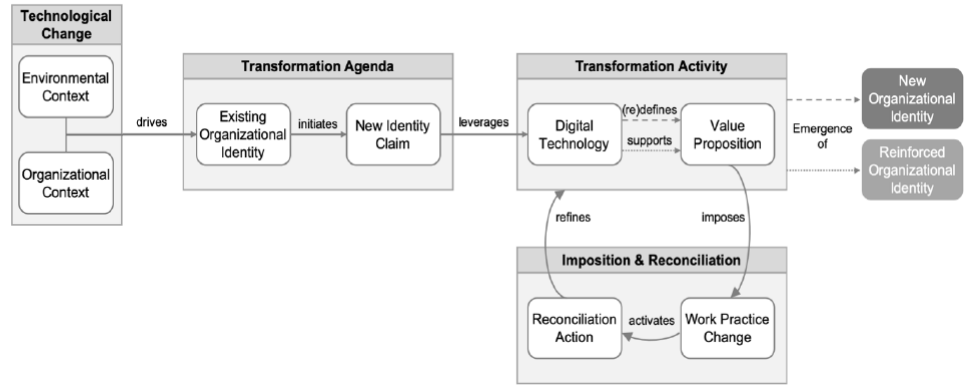 Technological
Change
Environmental
Context
Organizational
Context
drives
Transformation Agenda
Existing
Organizational
Identity
initiates
New Identity
Claim
leverages
Transformation Activity
Digital
Technology
(re)defines
supports
Value
Proposition
Emergence
of
New
Organizational
Identity
Reinforced
Organizational
Identity
refines
imposes
Imposition & Reconciliation
Reconciliation
Action
activates
Work Practice
Change